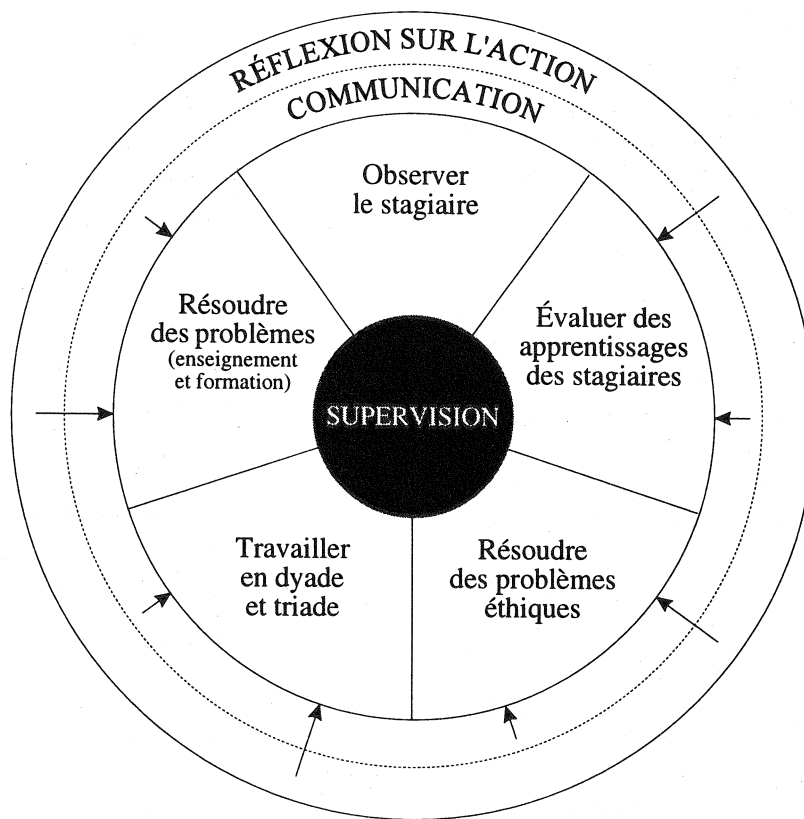 RÉFLEXION SUR L'ACTION
COMMUNICATION
Observer
le stagiaire
Résoudre
des problèmes
(enseignement
et formation)
Évaluer des
apprentissages
des stagiaires
SUPERVISION
Travailler
en dyade
et triade
Résoudre
des problèmes
éthiques